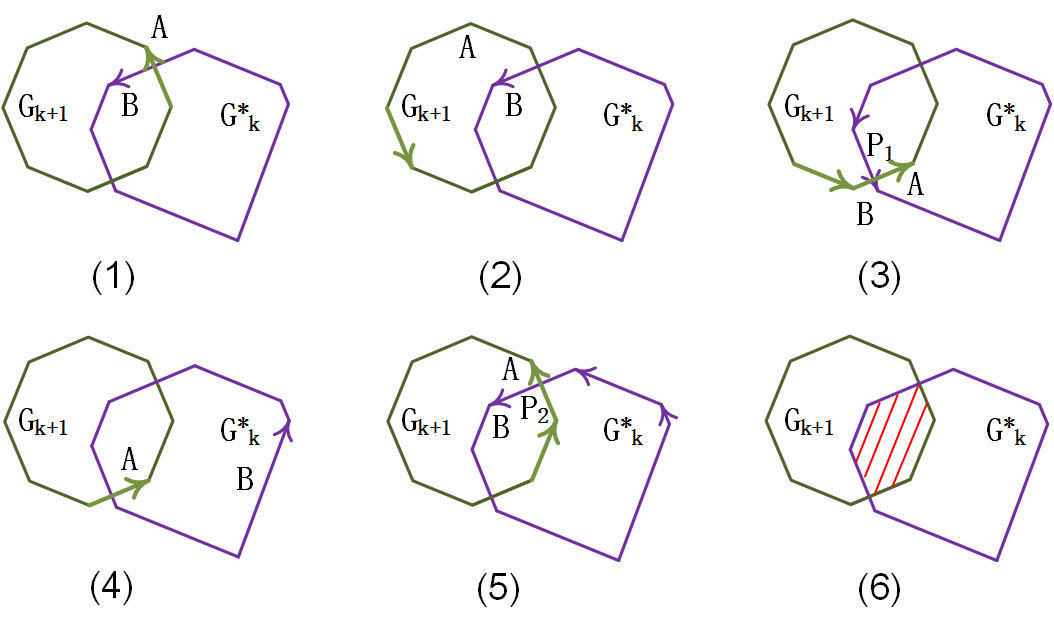 A
G_{k+1} B G*_k
(1)
A
G_{k+1} B G*_k
(2)
G_{k+1} P_1 G*_k
A
B
(3)
G_{k+1} G*_k
A B
(4)
A
G_{k+1} B P_2 G*_k
(5)
G_{k+1} G*_k
(6)